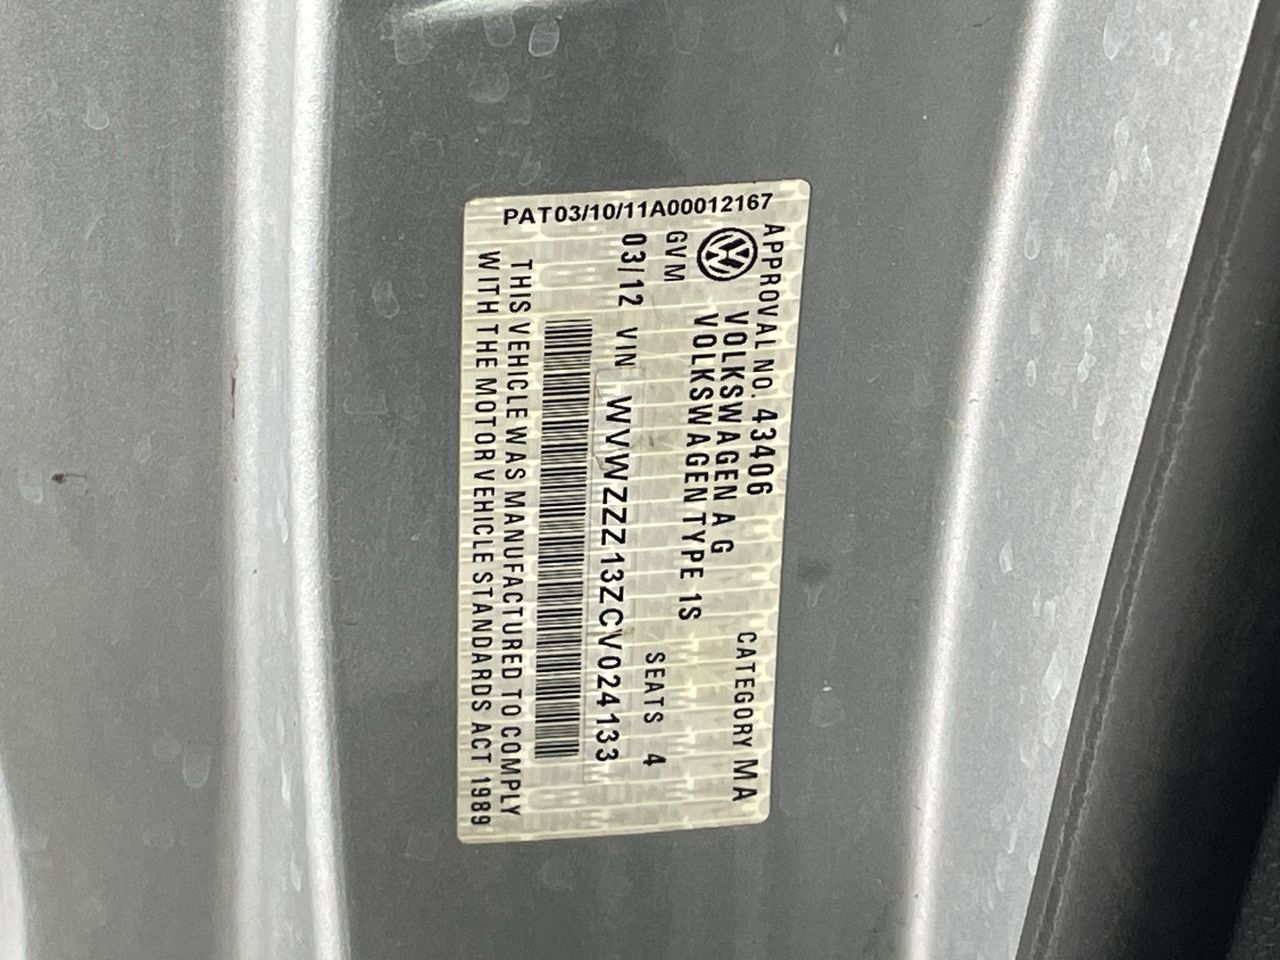 PAT03/10/11A00012167
APPROVAL NO. 43406 CATEGORY MA
VOLKSWAGEN A G
VOLKSWAGEN TYPE 1S
GVM SEATS 4
03/12 VIN WVWZZZ13ZCV024133
THIS VEHICLE WAS MANUFACTURED TO COMPLY
WITH THE MOTOR VEHICLE STANDARDS ACT 1989